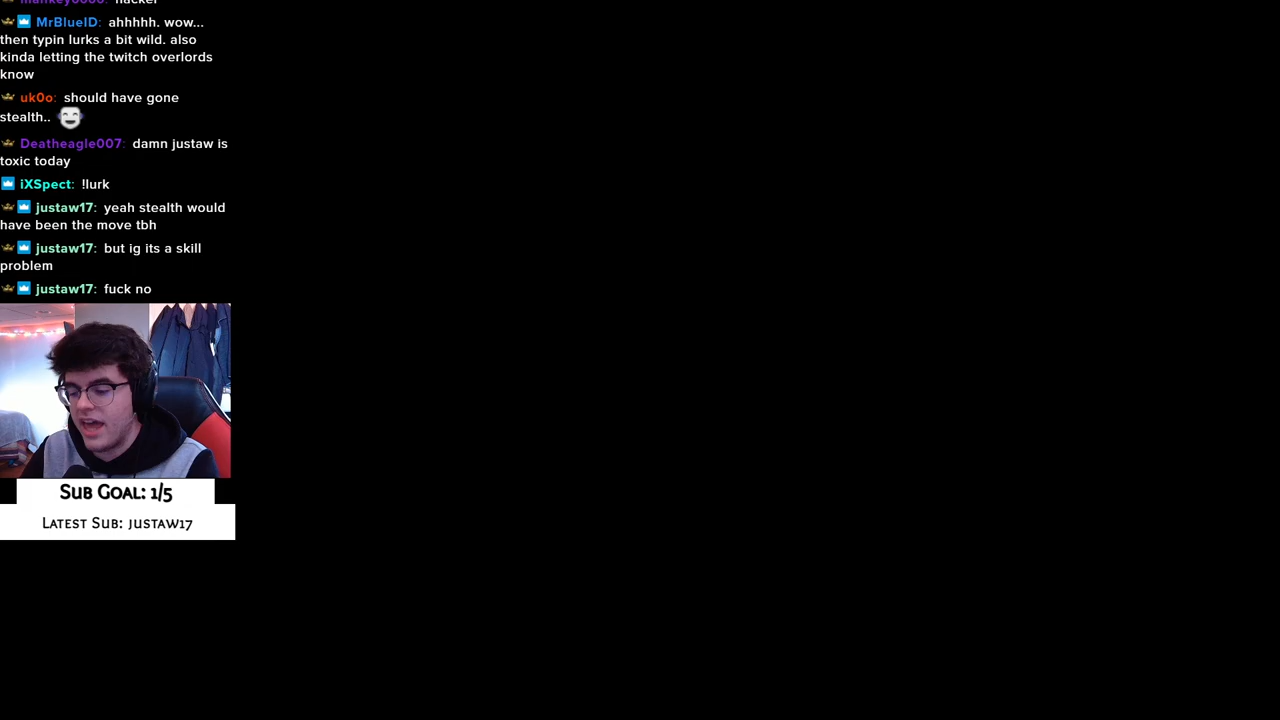 MrBlueID: ahhhhh. wow...
then typin lurks a bit wild. also
kinda letting the twitch overlords
know
uk0o: should have gone
stealth..
Deatheagle007: damn justaw is
toxic today
iXSpect: !lurk
justaw17: yeah stealth would
have been the move tbh
justaw17: but ig its a skill
problem
justaw17: fuck no
Sub Goal: 1/5
Latest Sub: justaw17